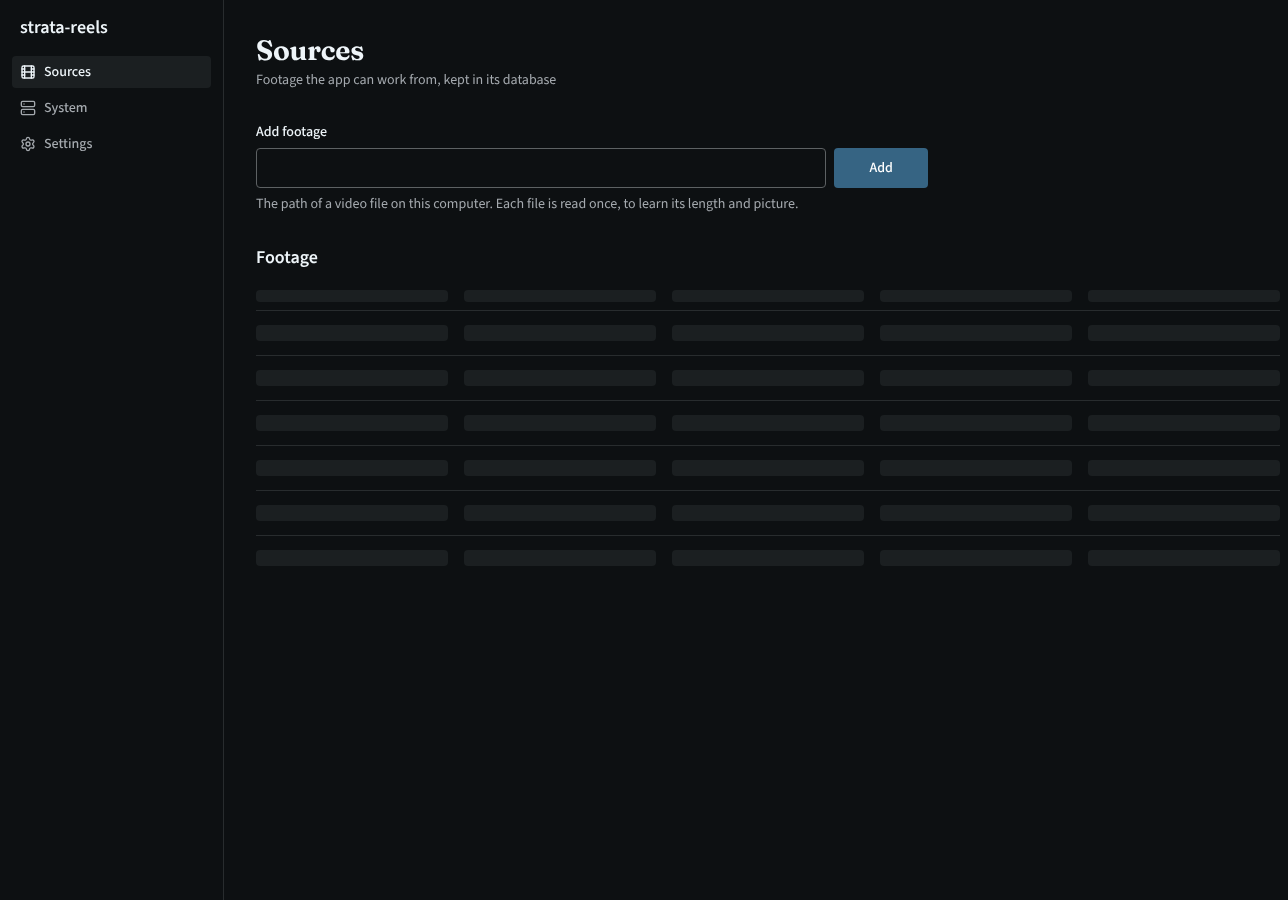 strata-reels
Sources
System
Settings
Sources
Footage the app can work from, kept in its database
Add footage
Add
The path of a video file on this computer. Each file is read once, to learn its length and picture.
Footage